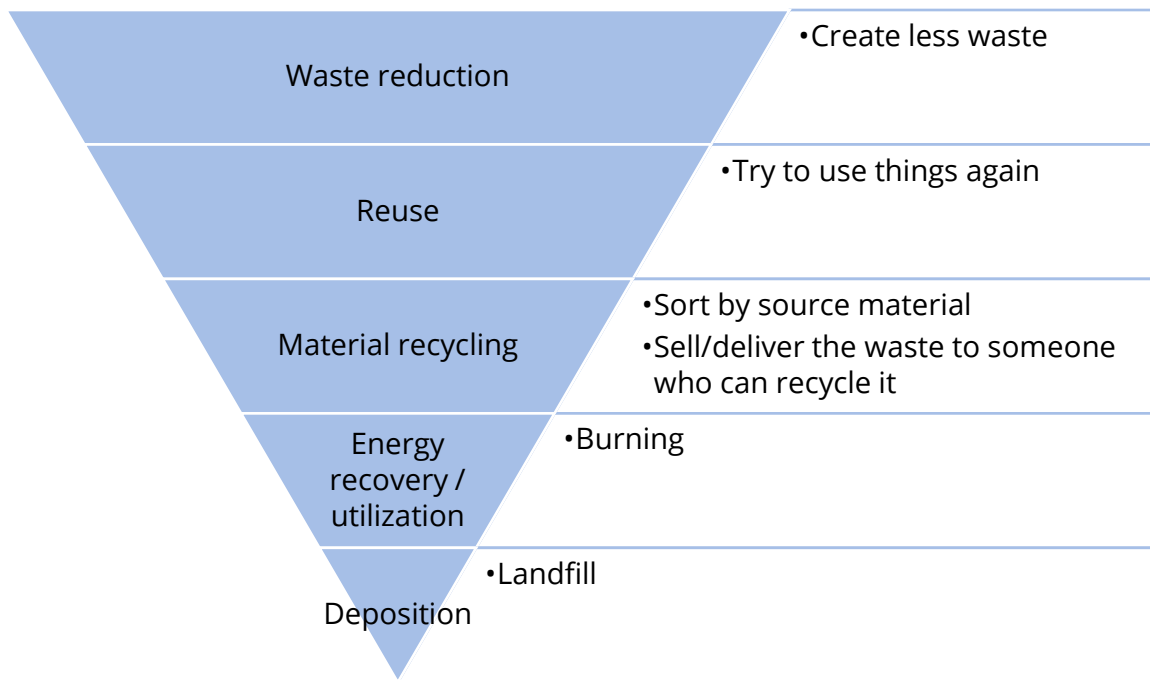 Waste reduction
•Create less waste
Reuse
•Try to use things again
Material recycling
•Sort by source material
•Sell/deliver the waste to someone
who can recycle it
Energy
recovery /
utilization
•Burning
Deposition
•Landfill